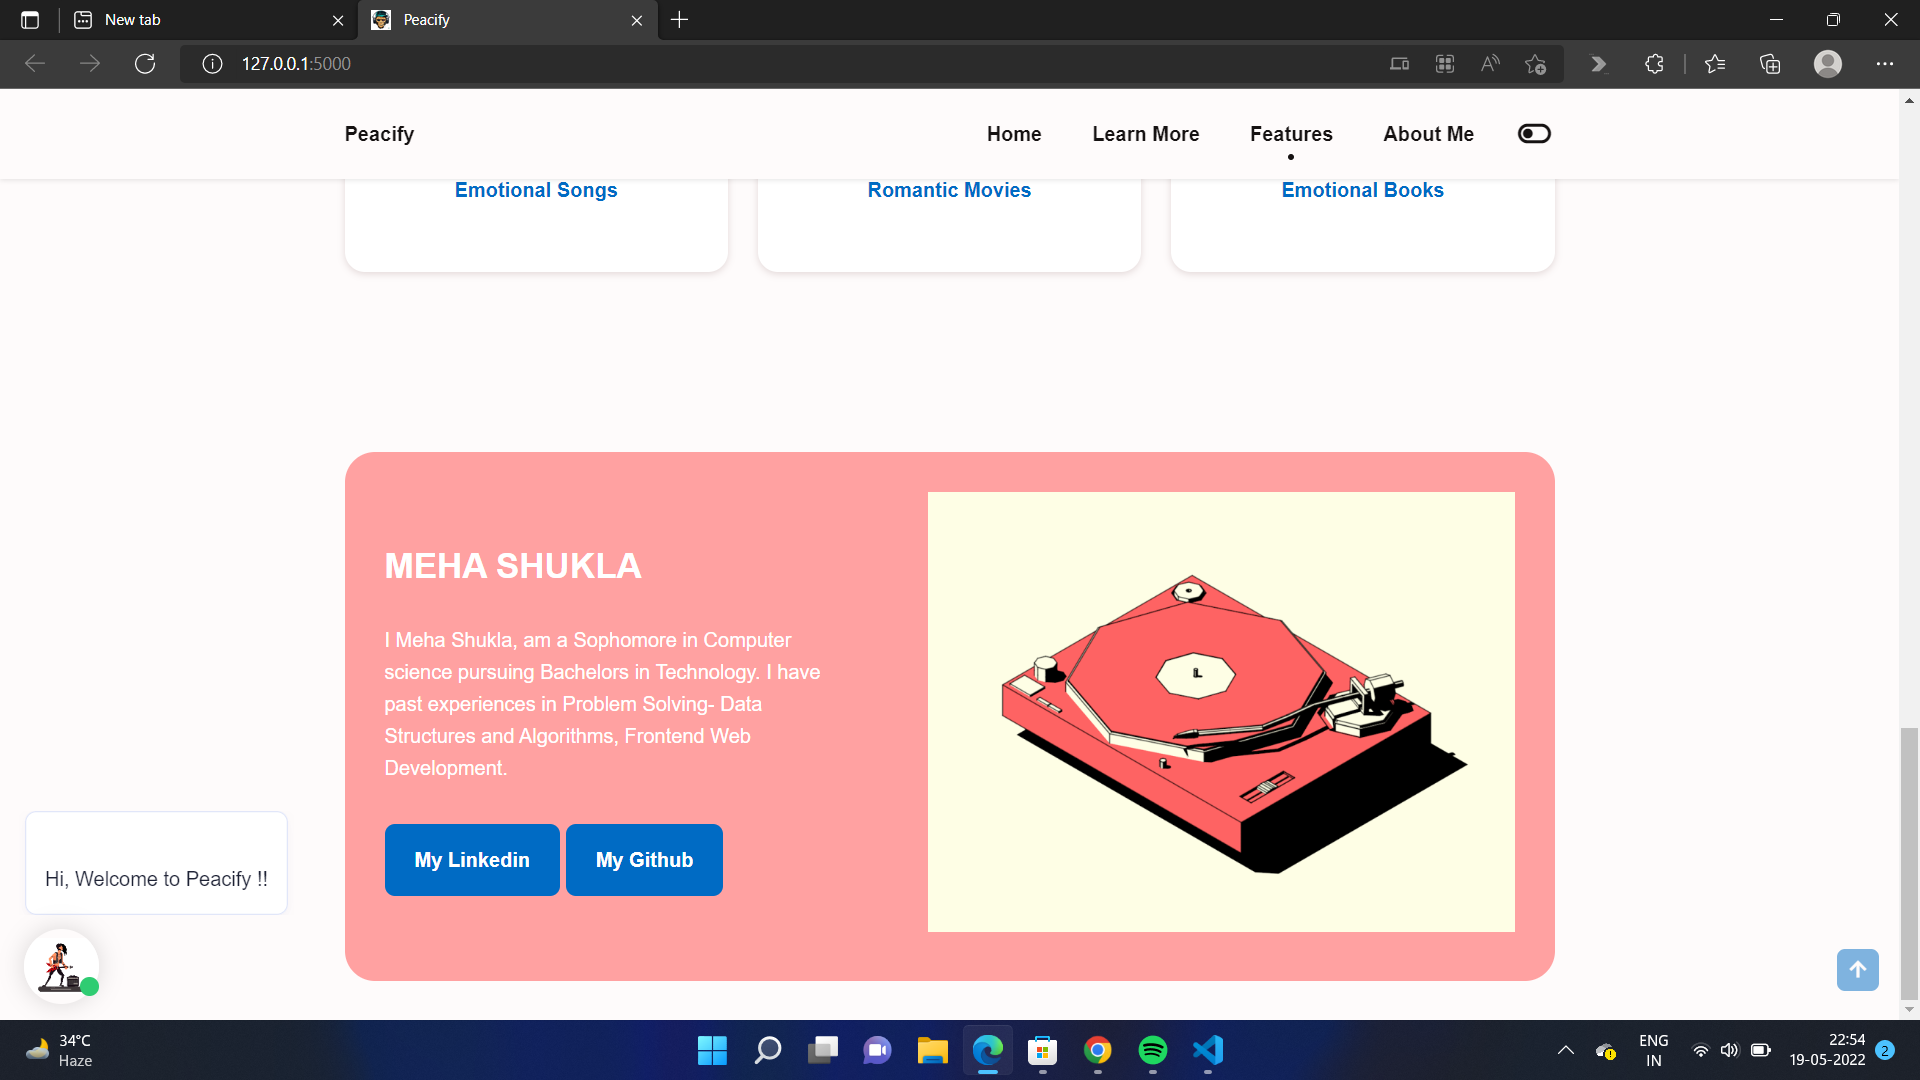 New tab
Peacify
127.0.0.1:5000
Peacify
Home
Learn More
Features
About Me
Emotional Songs
Romantic Movies
Emotional Books
MEHA SHUKLA
I Meha Shukla, am a Sophomore in Computer
science pursuing Bachelors in Technology. I have
past experiences in Problem Solving- Data
Structures and Algorithms, Frontend Web
Development.
My Linkedin
My Github
Hi, Welcome to Peacify !!
34°C
Haze
ENG
IN
22:54
19-05-2022
2